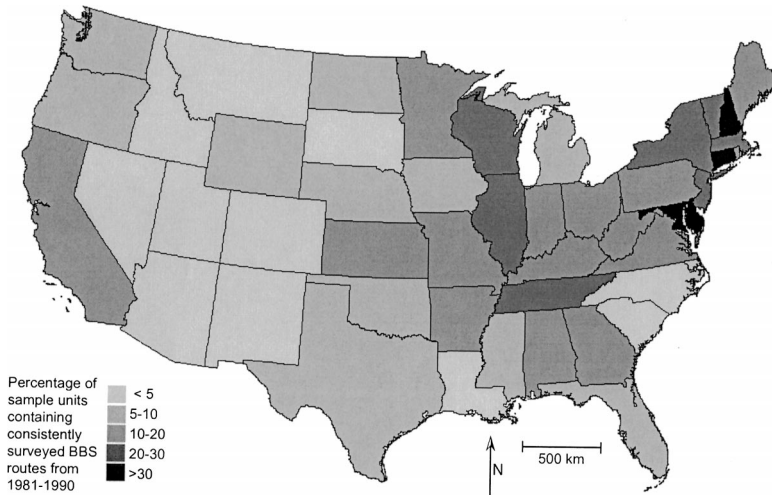 Percentage of
sample units
containing
consistently
surveyed BBS
routes from
1981-1990
< 5
5-10
10-20
20-30
>30
N
500 km